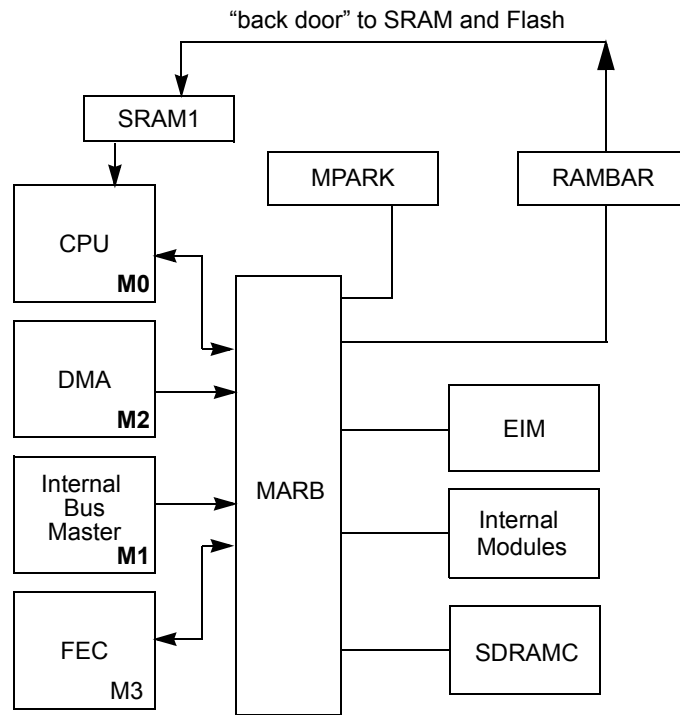 “back door” to SRAM and Flash
SRAM1
MPARK
RAMBAR
CPU
M0
DMA
M2
EIM
MARB
Internal
Bus
Master
M1
Internal
Modules
FEC
M3
SDRAMC